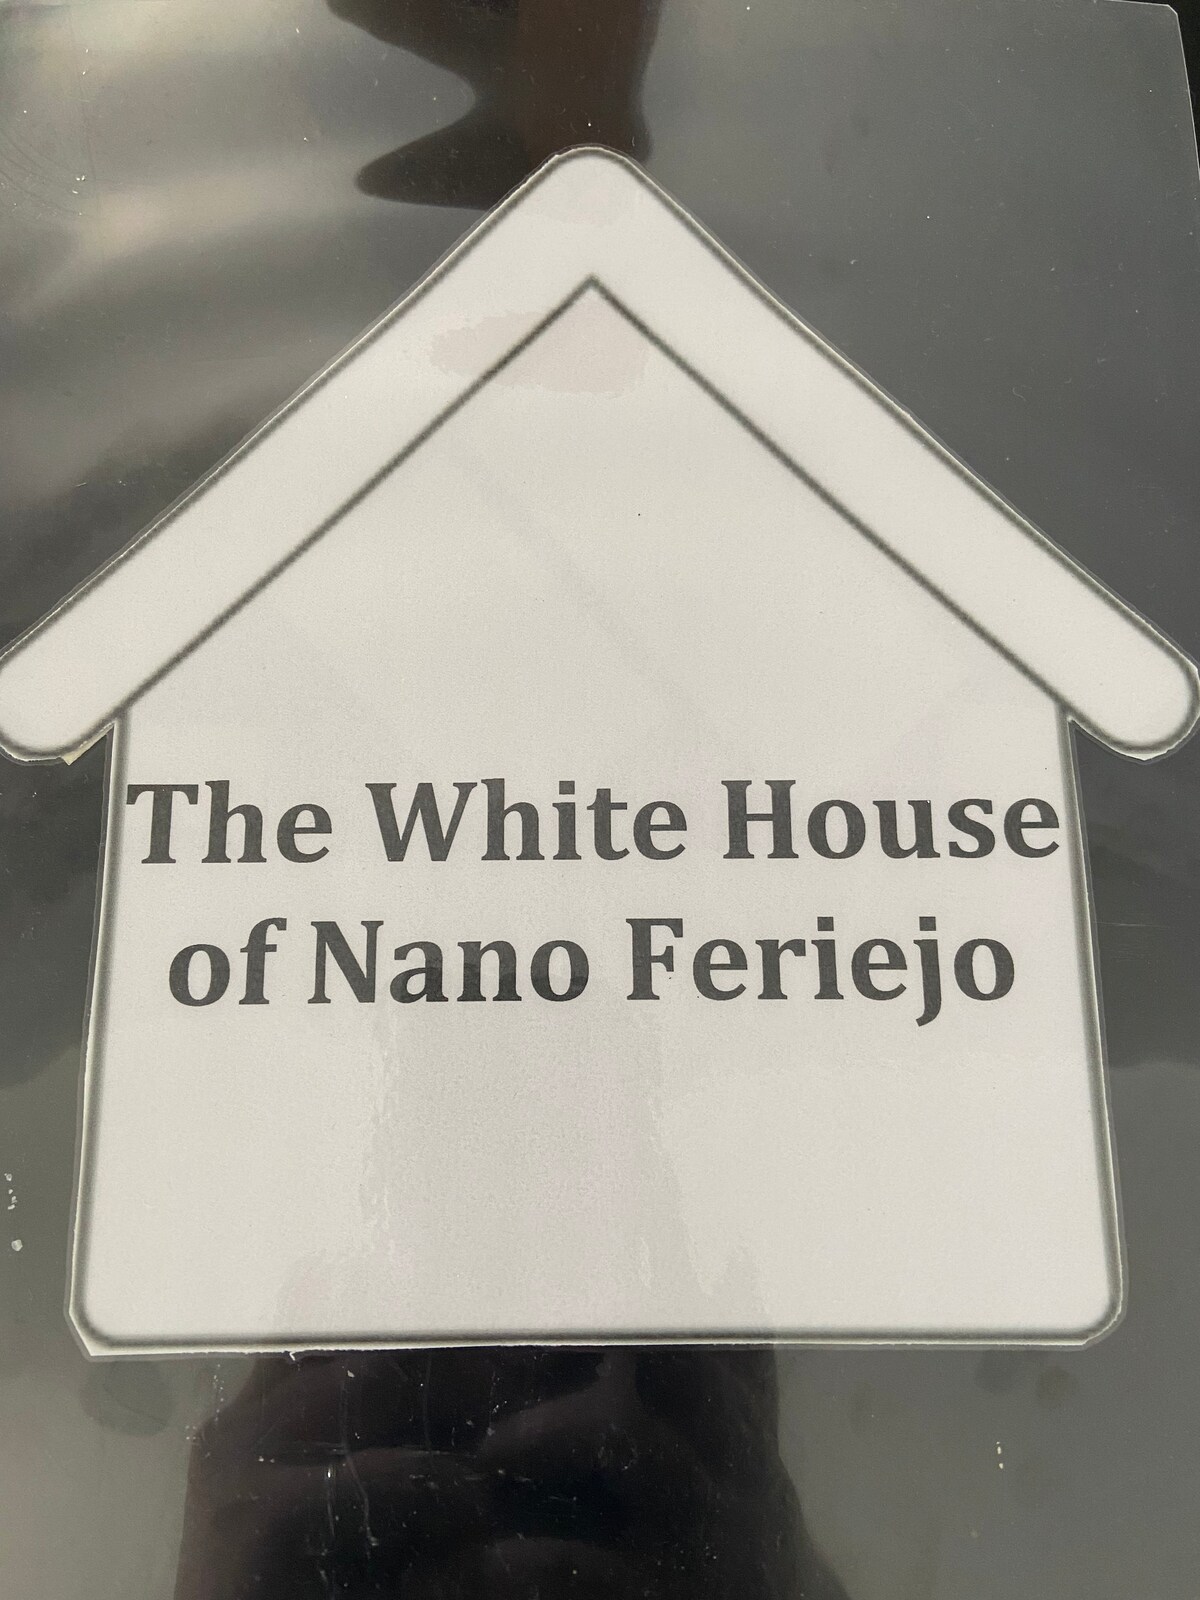 The White House
of Nano Feriejo